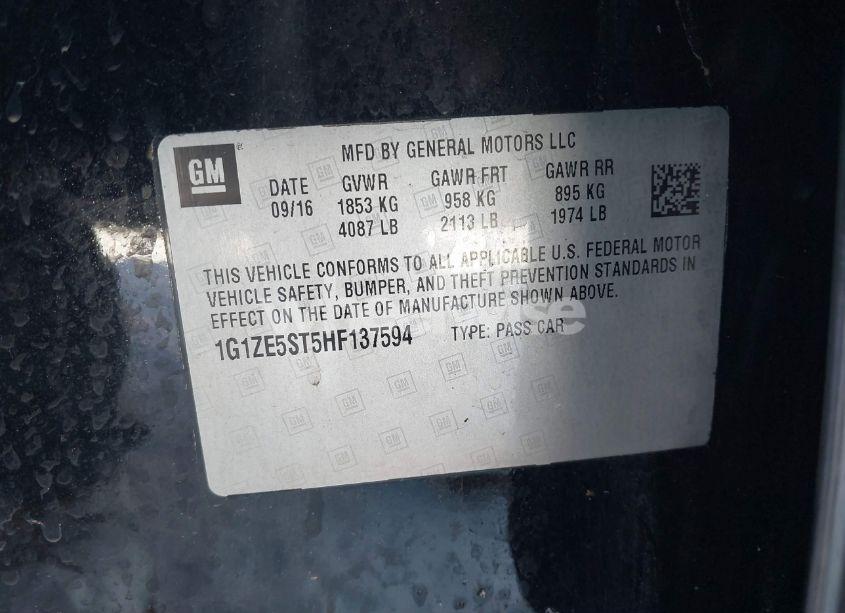 GM
MFD BY GENERAL MOTORS LLC
DATE GVWR GAWR FRT GAWR RR
09/16 1853 KG 958 KG 895 KG
4087 LB 2113 LB 1974 LB
THIS VEHICLE CONFORMS TO ALL APPLICABLE U.S. FEDERAL MOTOR
VEHICLE SAFETY, BUMPER, AND THEFT PREVENTION STANDARDS IN
EFFECT ON THE DATE OF MANUFACTURE SHOWN ABOVE.
1G1ZE5ST5HF137594 TYPE: PASS CAR